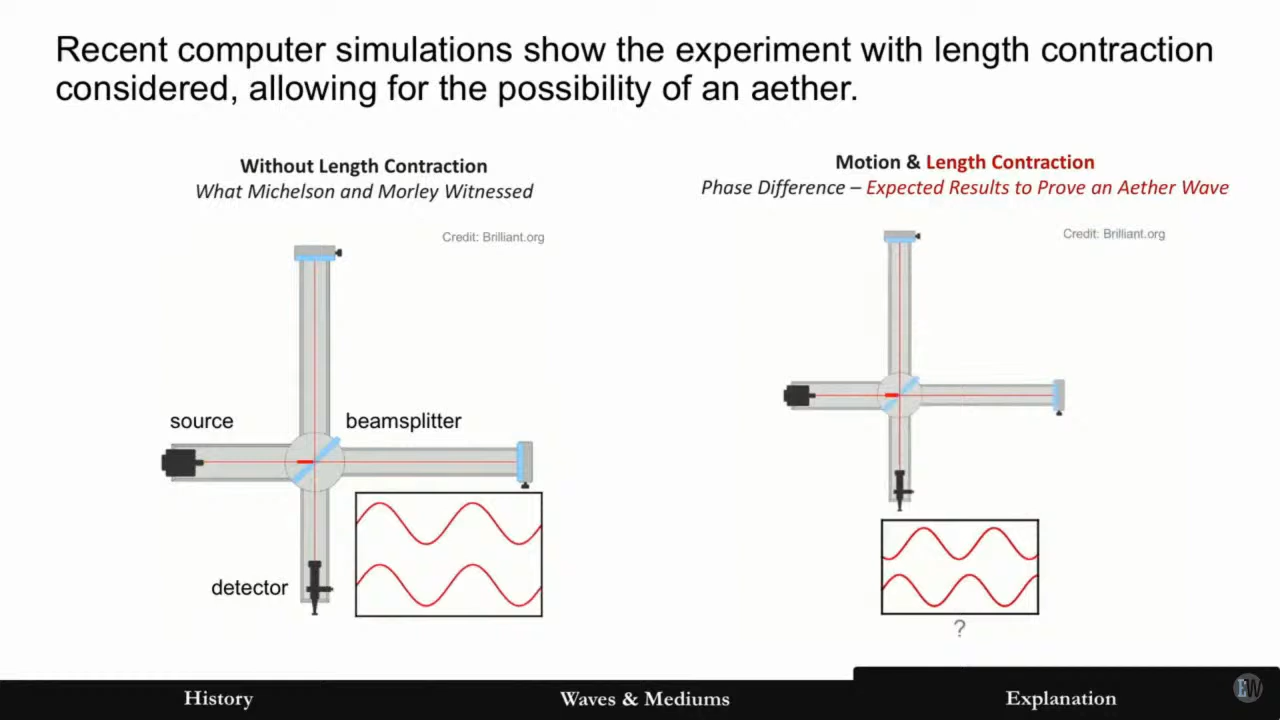 Recent computer simulations show the experiment with length contraction
considered, allowing for the possibility of an aether.
Without Length Contraction
What Michelson and Morley Witnessed
Credit: Brilliant.org
source
beamsplitter
detector
Motion & Length Contraction
Phase Difference – Expected Results to Prove an Aether Wave
Credit: Brilliant.org
?
History
Waves & Mediums
Explanation
EW